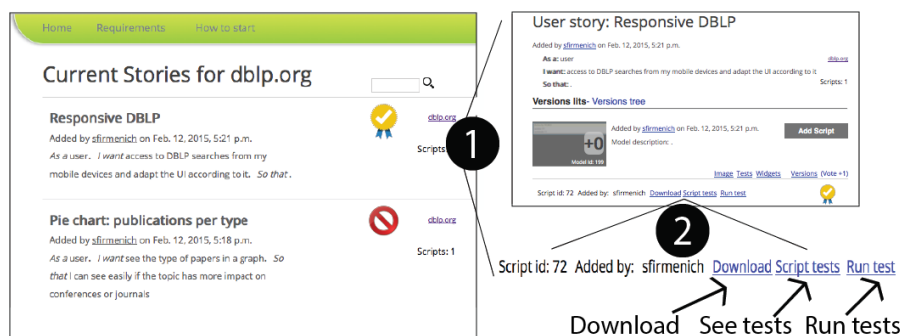 Home Requirements How to start
Current Stories for dblp.org
Responsive DBLP
dblp.org
Added by sfirmenich on Feb. 12, 2015, 5:21 p.m.
Scripts
As a user. I want access to DBLP searches from my
mobile devices and adapt the UI according to it. So that .
Pie chart: publications per type
dblp.org
Added by sfirmenich on Feb. 12, 2015, 5:18 p.m.
Scripts: 1
As a user. I want see the type of papers in a graph. So
that I can see easily if the topic has more impact on
conferences or journals
1
User story: Responsive DBLP
Added by sfirmenich on Feb. 12, 2015, 5:21 p.m.
As a: user
dblp.org
I want: access to DBLP searches from my mobile devices and adapt the UI according to it
So that: .
Scripts: 1
Versions lits- Versions tree
+0
Model id: 199
Added by sfirmenich on Feb. 12, 2015, 5:21 p.m.
Model description: .
Add Script
Image Tests Widgets Versions (Vote +1)
Script id: 72 Added by: sfirmenich Download Script tests Run test
2
Script id: 72 Added by: sfirmenich Download Script tests Run test
Download See tests Run tests